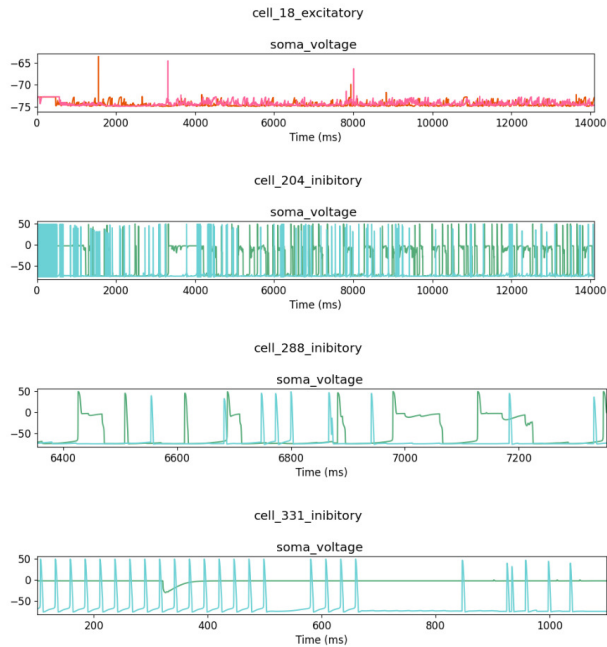 cell_18_excitatory
soma_voltage
−65
−70
−75
0 2000 4000 6000 8000 10000 12000 14000
Time (ms)
cell_204_inibitory
soma_voltage
50
0
−50
0 2000 4000 6000 8000 10000 12000 14000
Time (ms)
cell_288_inibitory
soma_voltage
50
0
−50
6400 6600 6800 7000 7200
Time (ms)
cell_331_inibitory
soma_voltage
50
0
−50
200 400 600 800 1000
Time (ms)